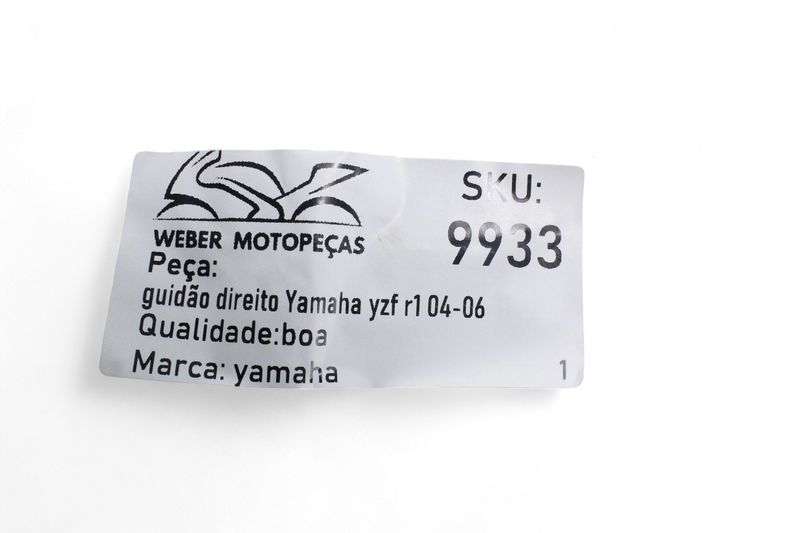 WEBER MOTOPEÇAS
SKU:
9933
Peça:
guidão direito Yamaha yzf r1 04-06
Qualidade:boa
Marca: yamaha
1